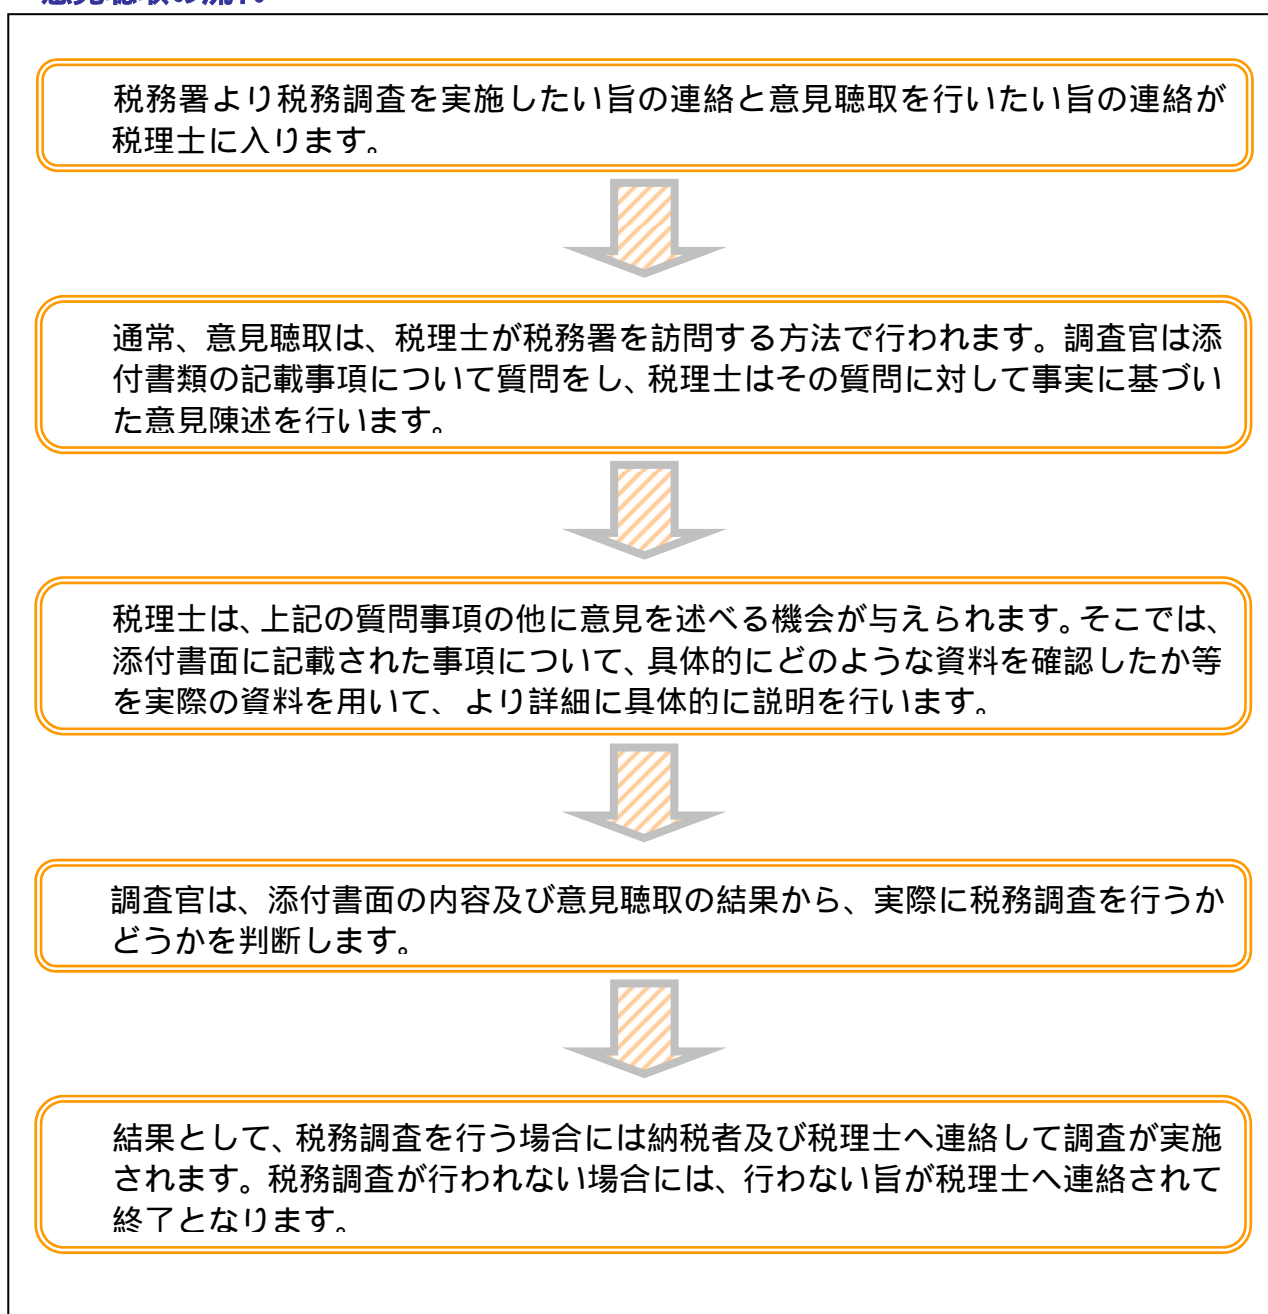 意見聴取の流れ
税務署より税務調査を実施したい旨の連絡と意見聴取を行いたい旨の連絡が
税理士に入ります。
通常、意見聴取は、税理士が税務署を訪問する方法で行われます。調査官は添
付書類の記載事項について質問をし、税理士はその質問に対して事実に基づい
た意見陳述を行います。
税理士は、上記の質問事項の他に意見を述べる機会が与えられます。そこでは、
添付書面に記載された事項について、具体的にどのような資料を確認したか等
を実際の資料を用いて、より詳細に具体的に説明を行います。
調査官は、添付書面の内容及び意見聴取の結果から、実際に税務調査を行うか
どうかを判断します。
結果として、税務調査を行う場合には納税者及び税理士へ連絡して調査が実施
されます。税務調査が行われない場合には、行わない旨が税理士へ連絡されて
終了となります。